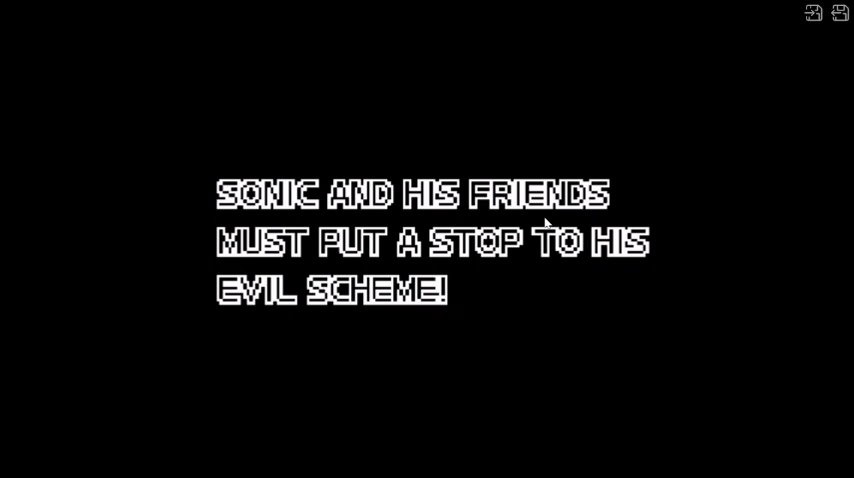 SONIC AND HIS FRIENDS
MUST PUT A STOP TO HIS
EVIL SCHEME!